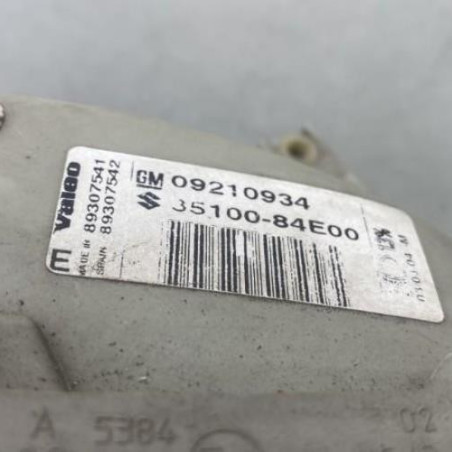 Valeo
89307541
89307542
MADE IN
SPAIN
E
GM 09210934
35100-84E00
A 5384
02